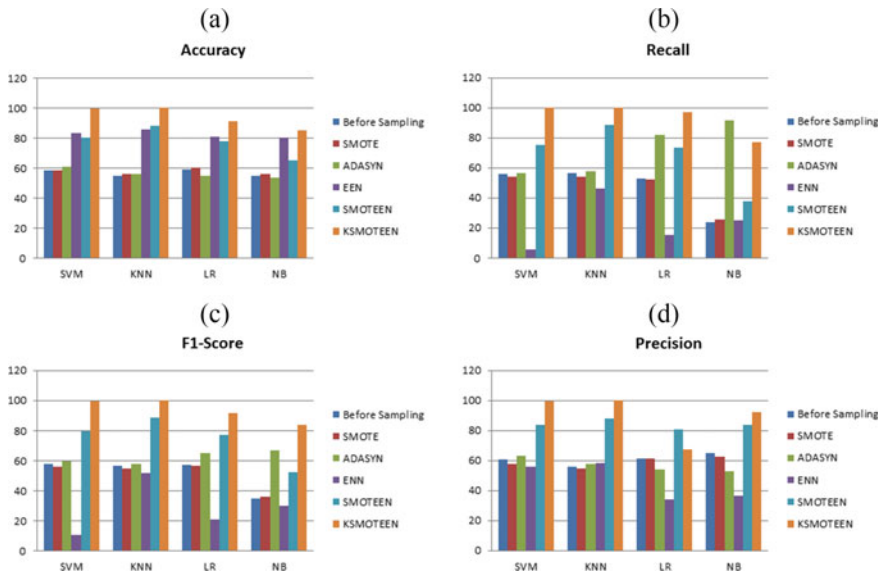 (a)
Accuracy
120
100
80
60
40
20
0
SVM
KNN
LR
NB
Before Sampling
SMOTE
ADASYN
EEN
SMOTEEN
KSMOTEEN
(b)
Recall
120
100
80
60
40
20
0
SVM
KNN
LR
NB
Before Sampling
SMOTE
ADASYN
ENN
SMOTEEN
KSMOTEEN
(c)
F1-Score
120
100
80
60
40
20
0
SVM
KNN
LR
NB
Before Sampling
SMOTE
ADASYN
ENN
SMOTEEN
KSMOTEEN
(d)
Precision
120
100
80
60
40
20
0
SVM
KNN
LR
NB
Before Sampling
SMOTE
ADASYN
ENN
SMOTEEN
KSMOTEEN